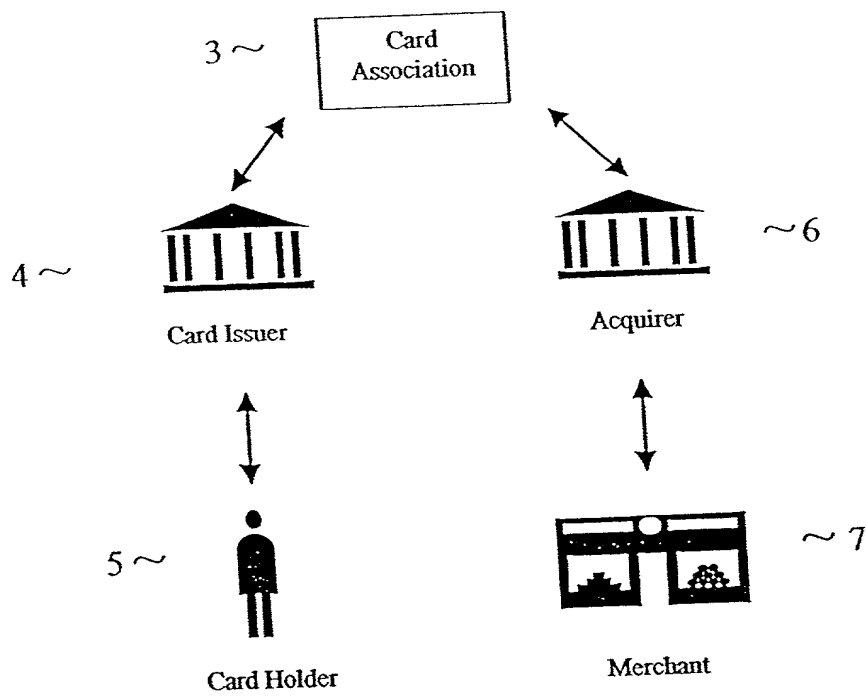 3 ~ Card
Association
4 ~
~ 6
Card Issuer
Acquirer
5 ~
~ 7
Card Holder
Merchant